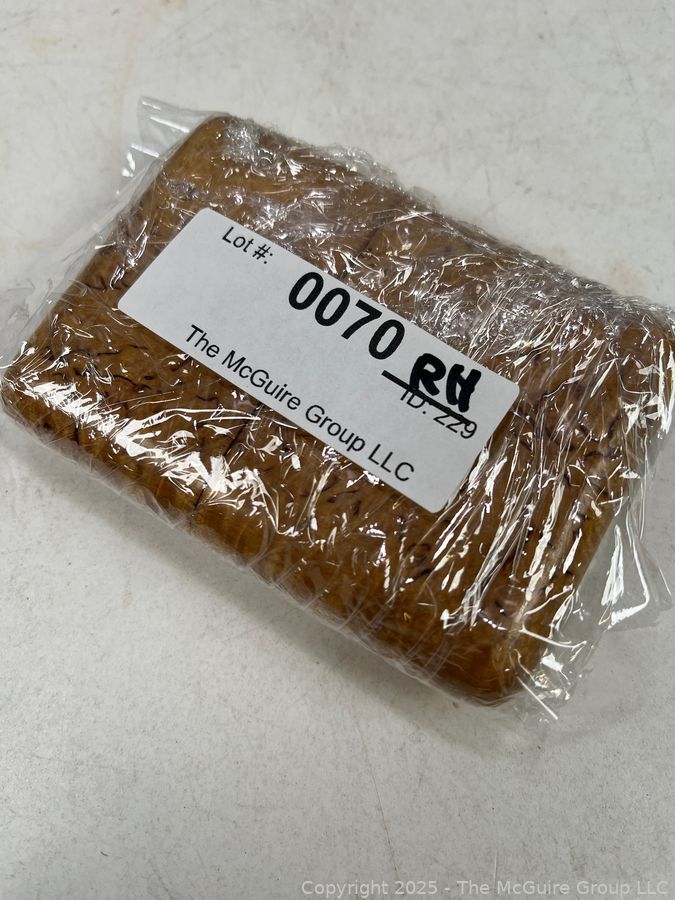 Lot #:
0070
RH
ID: 229
The McGuire Group LLC
Copyright 2025 - The McGuire Group LLC